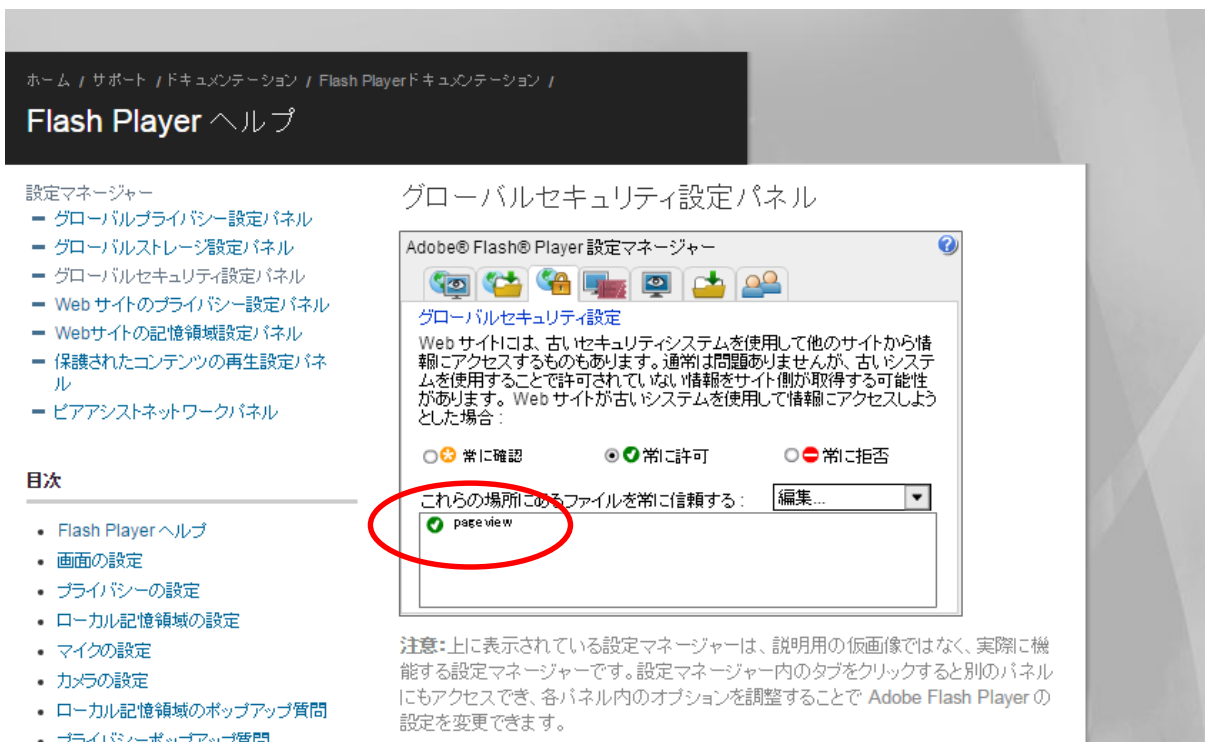 ホーム / サポート / ドキュメンテーション / Flash Playerドキュメンテーション /
Flash Player ヘルプ
設定マネージャー
グローバルプライバシー設定パネル
グローバルストレージ設定パネル
グローバルセキュリティ設定パネル
Web サイトのプライバシー設定パネル
Webサイトの記憶領域設定パネル
保護されたコンテンツの再生設定パネ
ル
ピアアシストネットワークパネル
目次
Flash Player ヘルプ
画面の設定
プライバシーの設定
ローカル記憶領域の設定
マイクの設定
カメラの設定
ローカル記憶領域のポップアップ質問
プライバシーポップアップ質問
グローバルセキュリティ設定パネル
Adobe® Flash® Player 設定マネージャー
グローバルセキュリティ設定
Web サイトには、古いセキュリティシステムを使用して他のサイトから情
報にアクセスするものもあります。通常は問題ありませんが、古いシステ
ムを使用することで許可されていない情報をサイト側が取得する可能性
があります。Web サイトが古いシステムを使用して情報にアクセスしよう
とした場合:
常に確認 常に許可 常に拒否
これらの場所にあるファイルを常に信頼する: 編集...
pageview
注意:上に表示されている設定マネージャーは、説明用の仮画像ではなく、実際に機
能する設定マネージャーです。設定マネージャー内のタブをクリックすると別のパネル
にもアクセスでき、各パネル内のオプションを調整することで Adobe Flash Player の
設定を変更できます。